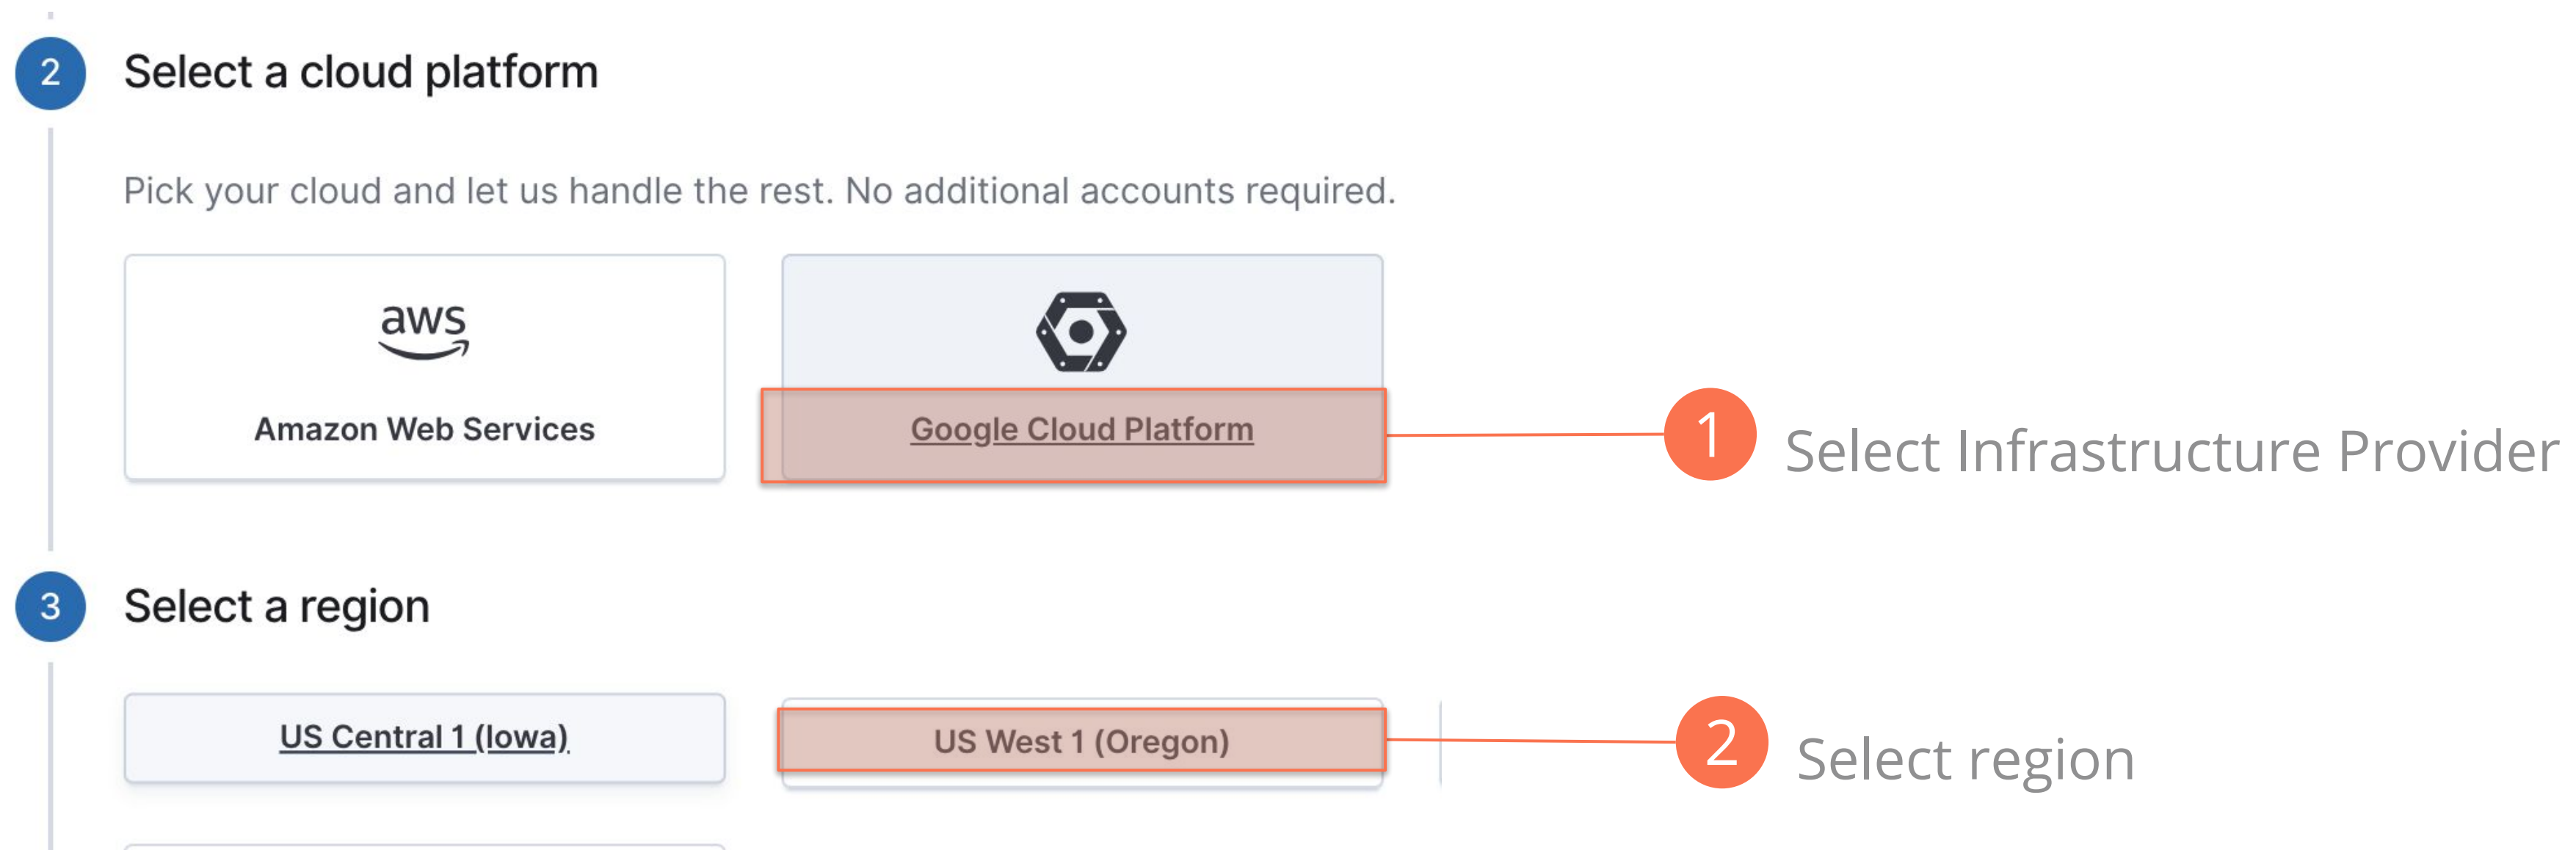 2 Select a cloud platform
Pick your cloud and let us handle the rest. No additional accounts required.
aws
Amazon Web Services
Google Cloud Platform
1 Select Infrastructure Provider
3 Select a region
US Central 1 (Iowa)
US West 1 (Oregon)
2 Select region